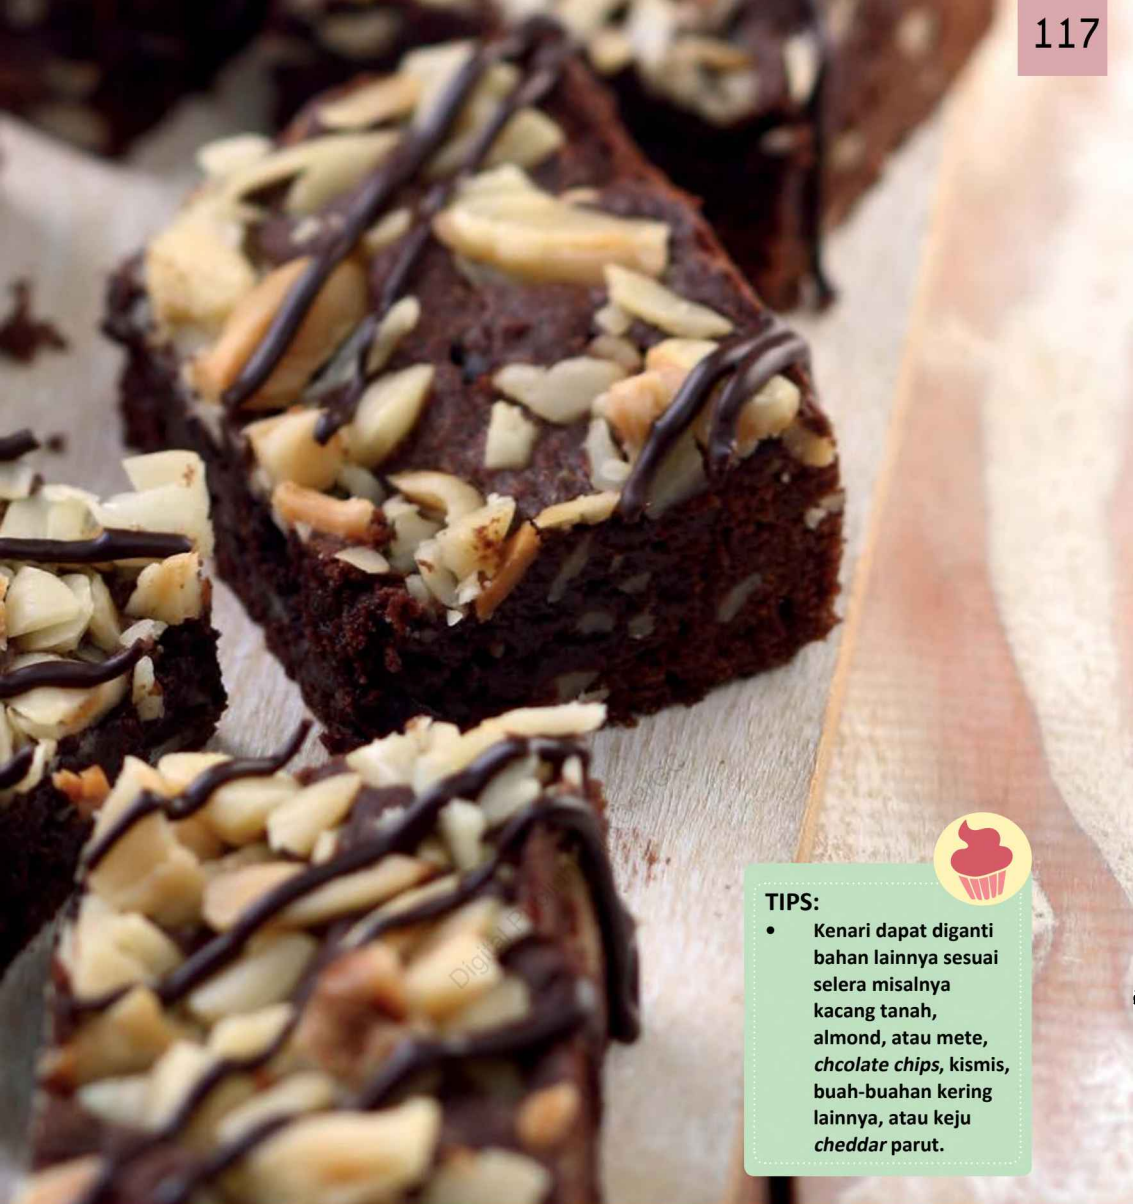 117
TIPS:
• Kenari dapat diganti
bahan lainnya sesuai
selera misalnya
kacang tanah,
almond, atau mete,
chcolate chips, kismis,
buah-buahan kering
lainnya, atau keju
cheddar parut.